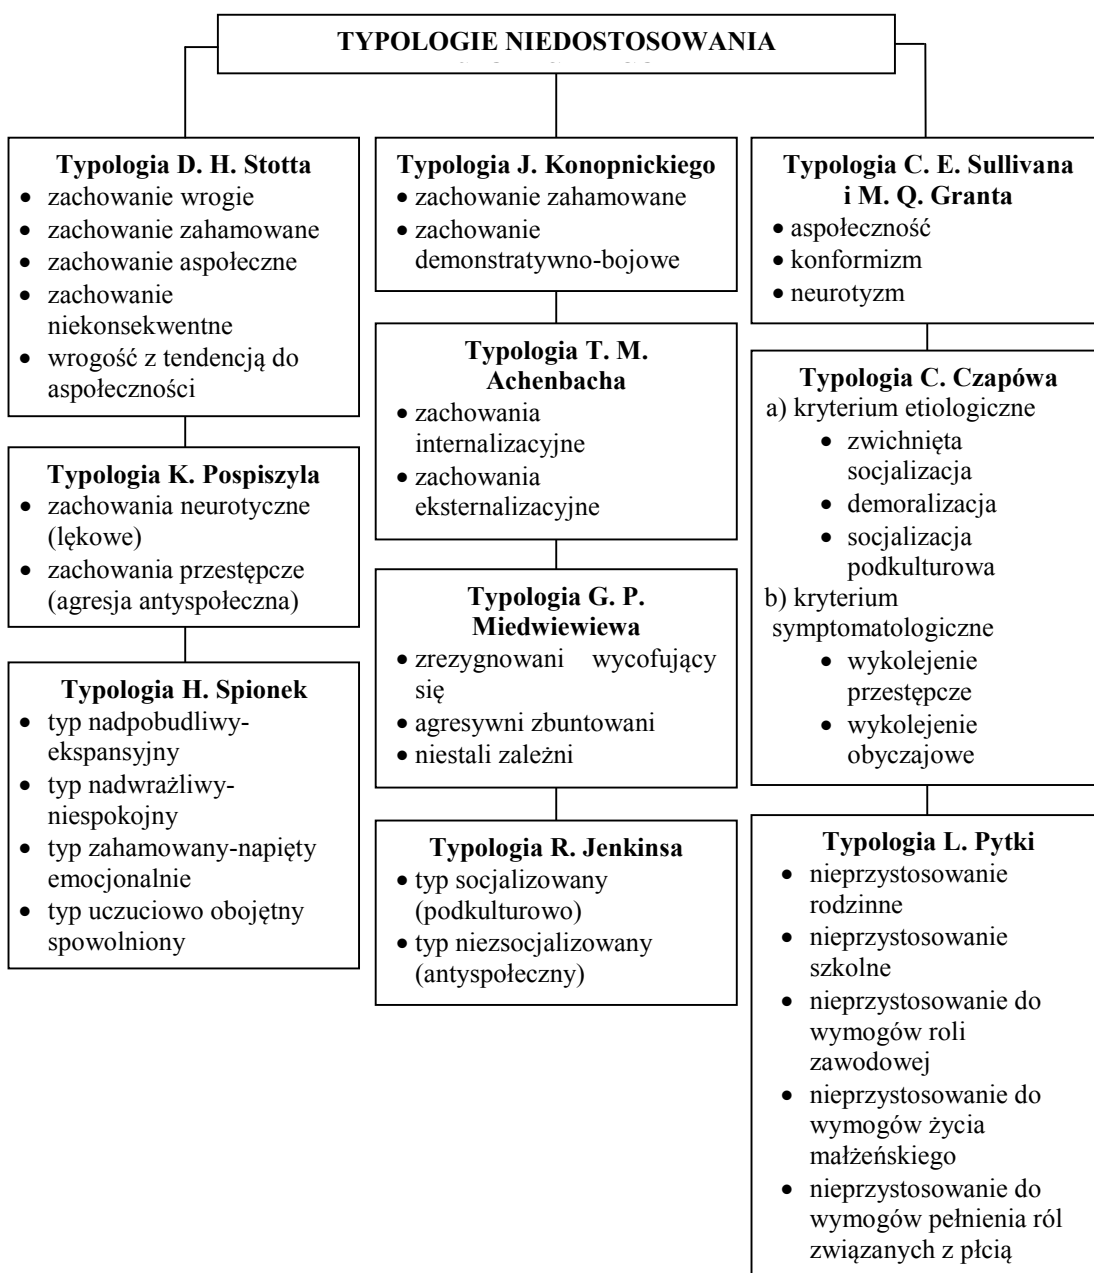 TYPOLOGIE NIEDOSTOSOWANIA
Typologia D. H. Stotta
• zachowanie wrogie
• zachowanie zahamowane
• zachowanie aspołeczne
• zachowanie
niekonsekwentne
• wrogość z tendencją do
aspołeczności
Typologia K. Pospiszyla
• zachowania neurotyczne
(lękowe)
• zachowania przestępcze
(agresja antyspołeczna)
Typologia H. Spionek
• typ nadpobudliwy-
ekspansyjny
• typ nadwrażliwy-
niespokojny
• typ zahamowany-napięty
emocjonalnie
• typ uczuciowo obojętny
spowolniony
Typologia J. Konopnickiego
• zachowanie zahamowane
• zachowanie
demonstratywno-bojowe
Typologia T. M.
Achenbacha
• zachowania
internalizacyjne
• zachowania
eksternalizacyjne
Typologia G. P.
Miedwiewiewa
• zrezygnowani wycofujący
się
• agresywni zbuntowani
• niestali zależni
Typologia R. Jenkinsa
• typ socjalizowany
(podkulturowo)
• typ niezsocjalizowany
(antyspołeczny)
Typologia C. E. Sullivana
i M. Q. Granta
• aspołeczność
• konformizm
• neurotyzm
Typologia C. Czapówa
a) kryterium etiologiczne
• zwichnięta
socjalizacja
• demoralizacja
• socjalizacja
podkulturowa
b) kryterium
symptomatologiczne
• wykolejenie
przestępcze
• wykolejenie
obyczajowe
Typologia L. Pytki
• nieprzystosowanie
rodzinne
• nieprzystosowanie
szkolne
• nieprzystosowanie do
wymogów roli
zawodowej
• nieprzystosowanie do
wymogów życia
małżeńskiego
• nieprzystosowanie do
wymogów pełnienia ról
związanych z płcią